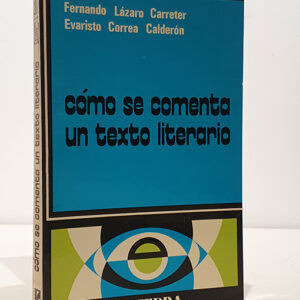 Fernando Lázaro Carreter
Evaristo Correa Calderón
cómo se comenta
un texto literario
cómo se comenta un texto literario